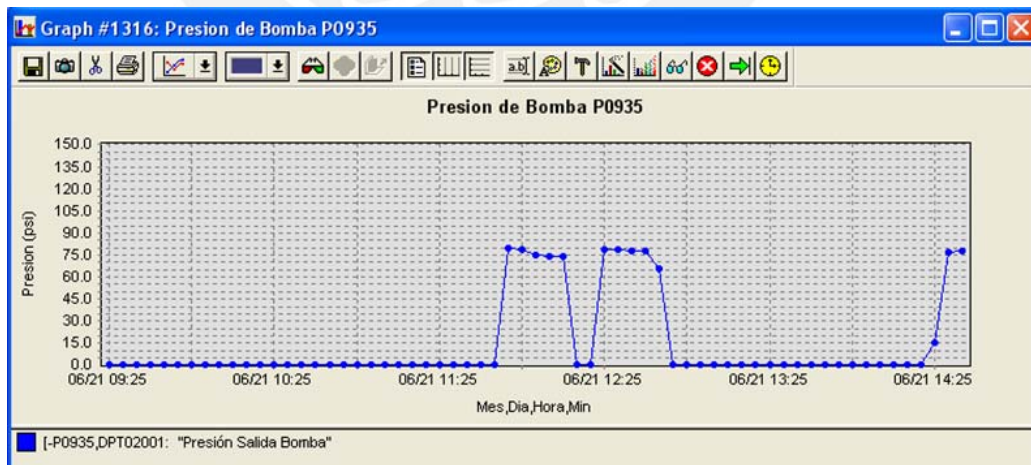 Graph #1316: Presion de Bomba P0935
a.b
Presion de Bomba P0935
150.0
135.0
120.0
105.0
90.0
75.0
60.0
45.0
30.0
15.0
0.0
Presion (psi)
06/21 09:25 06/21 10:25 06/21 11:25 06/21 12:25 06/21 13:25 06/21 14:25
Mes,Dia,Hora,Min
[-P0935,DPT02001: "Presión Salida Bomba"